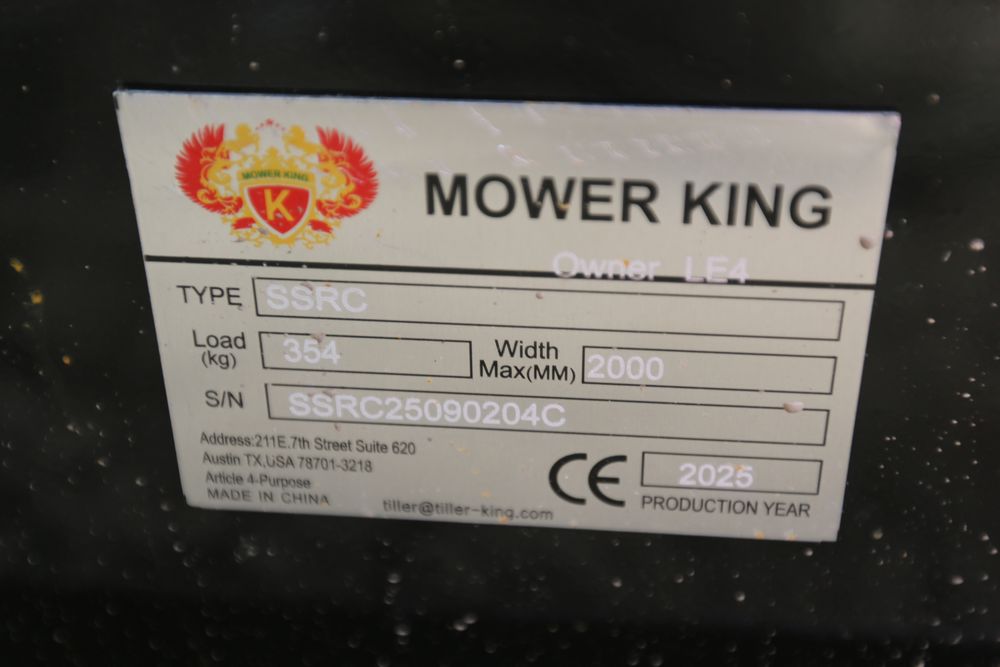 MOWER KING
K
MOWER KING
Owner LE4
TYPE SSRC
Load (kg) 354 Width Max(MM) 2000
S/N SSRC25090204C
Address:211E.7th Street Suite 620
Austin TX,USA 78701-3218
Article 4-Purpose
MADE IN CHINA
tiller@tiller-king.com
CE
2025
PRODUCTION YEAR